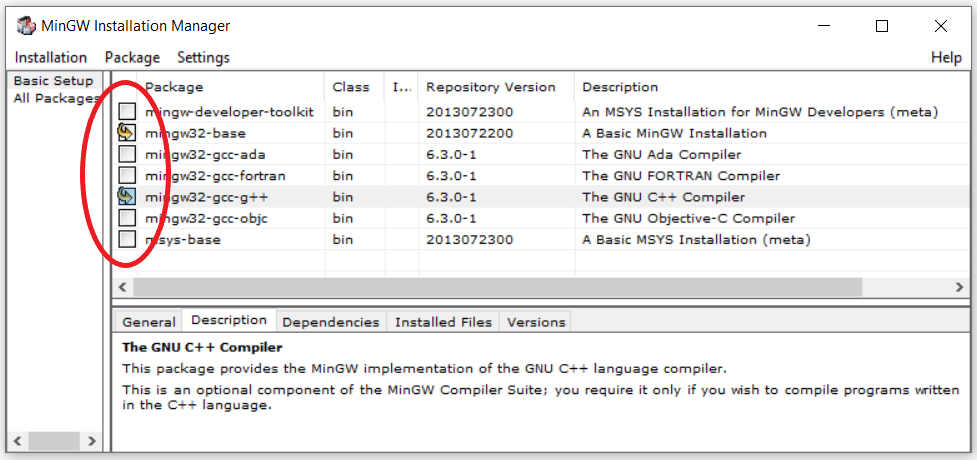 MinGW Installation Manager
Installation Package Settings Help
Basic Setup
All Packages
Package Class I... Repository Version Description
mingw-developer-toolkit bin 2013072300 An MSYS Installation for MinGW Developers (meta)
mingw32-base bin 2013072200 A Basic MinGW Installation
mingw32-gcc-ada bin 6.3.0-1 The GNU Ada Compiler
mingw32-gcc-fortran bin 6.3.0-1 The GNU FORTRAN Compiler
mingw32-gcc-g++ bin 6.3.0-1 The GNU C++ Compiler
mingw32-gcc-objc bin 6.3.0-1 The GNU Objective-C Compiler
msys-base bin 2013072300 A Basic MSYS Installation (meta)
General Description Dependencies Installed Files Versions
The GNU C++ Compiler
This package provides the MinGW implementation of the GNU C++ language compiler.
This is an optional component of the MinGW Compiler Suite; you require it only if you wish to compile programs written
in the C++ language.